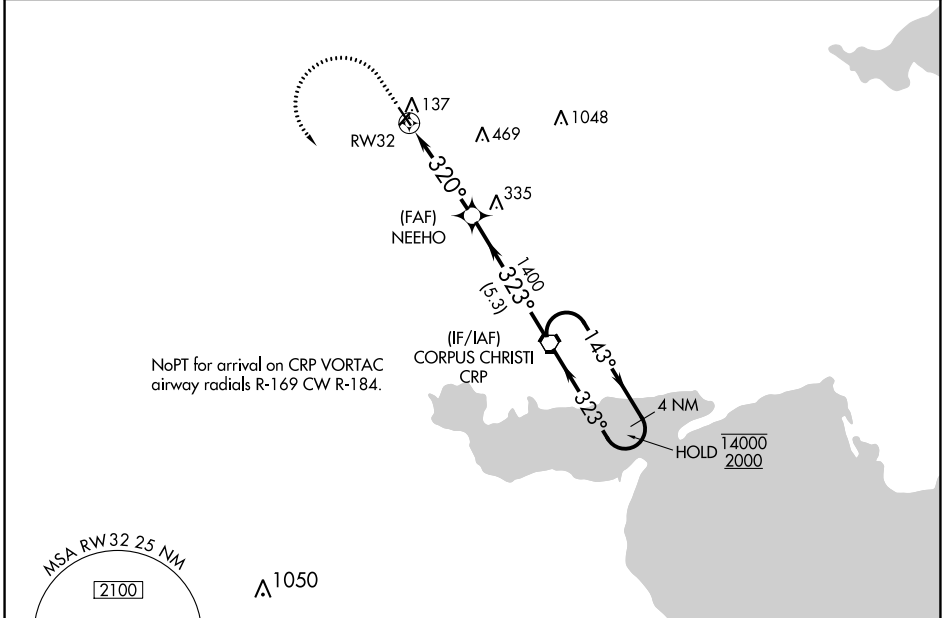 137
1048
RW32
469
320°
335
(FAF)
NEEHO
1400
323°
(5.3)
(IF/IAF)
CORPUS CHRISTI
CRP
143°
NoPT for arrival on CRP VORTAC
airway radials R-169 CW R-184.
323°
4 NM
HOLD
14000
2000
MSA RW32 25 NM
2100
1050